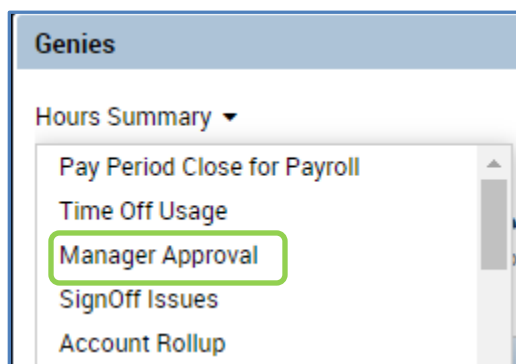 Genies
Hours Summary
Pay Period Close for Payroll
Time Off Usage
Manager Approval
SignOff Issues
Account Rollup